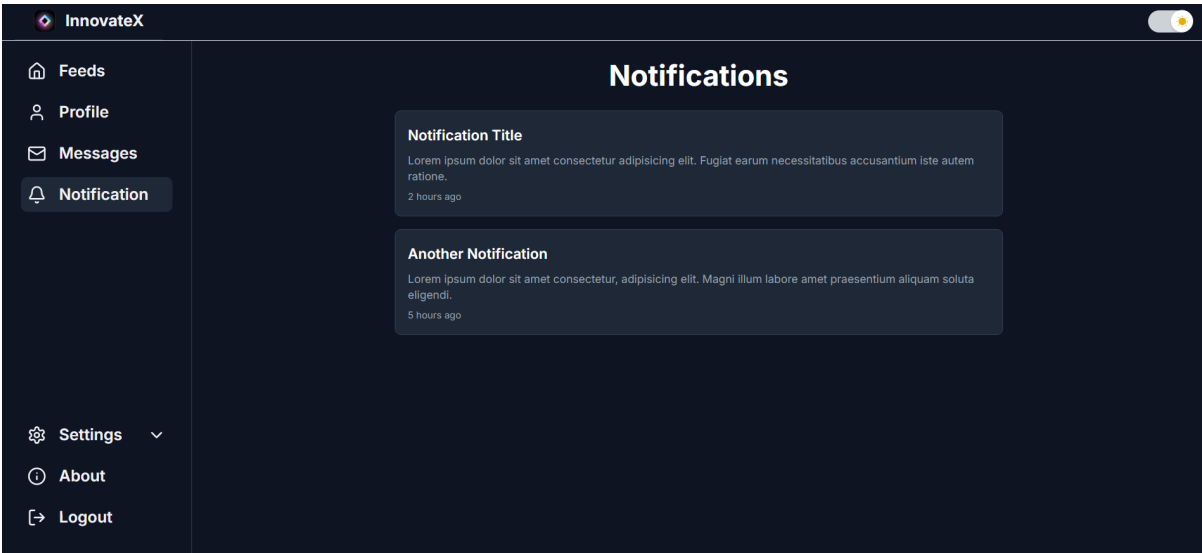 InnovateX
Feeds
Profile
Messages
Notification
Settings
About
Logout
Notifications
Notification Title
Lorem ipsum dolor sit amet consectetur adipisicing elit. Fugiat earum necessitatibus accusantium iste autem
ratione.
2 hours ago
Another Notification
Lorem ipsum dolor sit amet consectetur, adipisicing elit. Magni illum labore amet praesentium aliquam soluta
eligendi.
5 hours ago